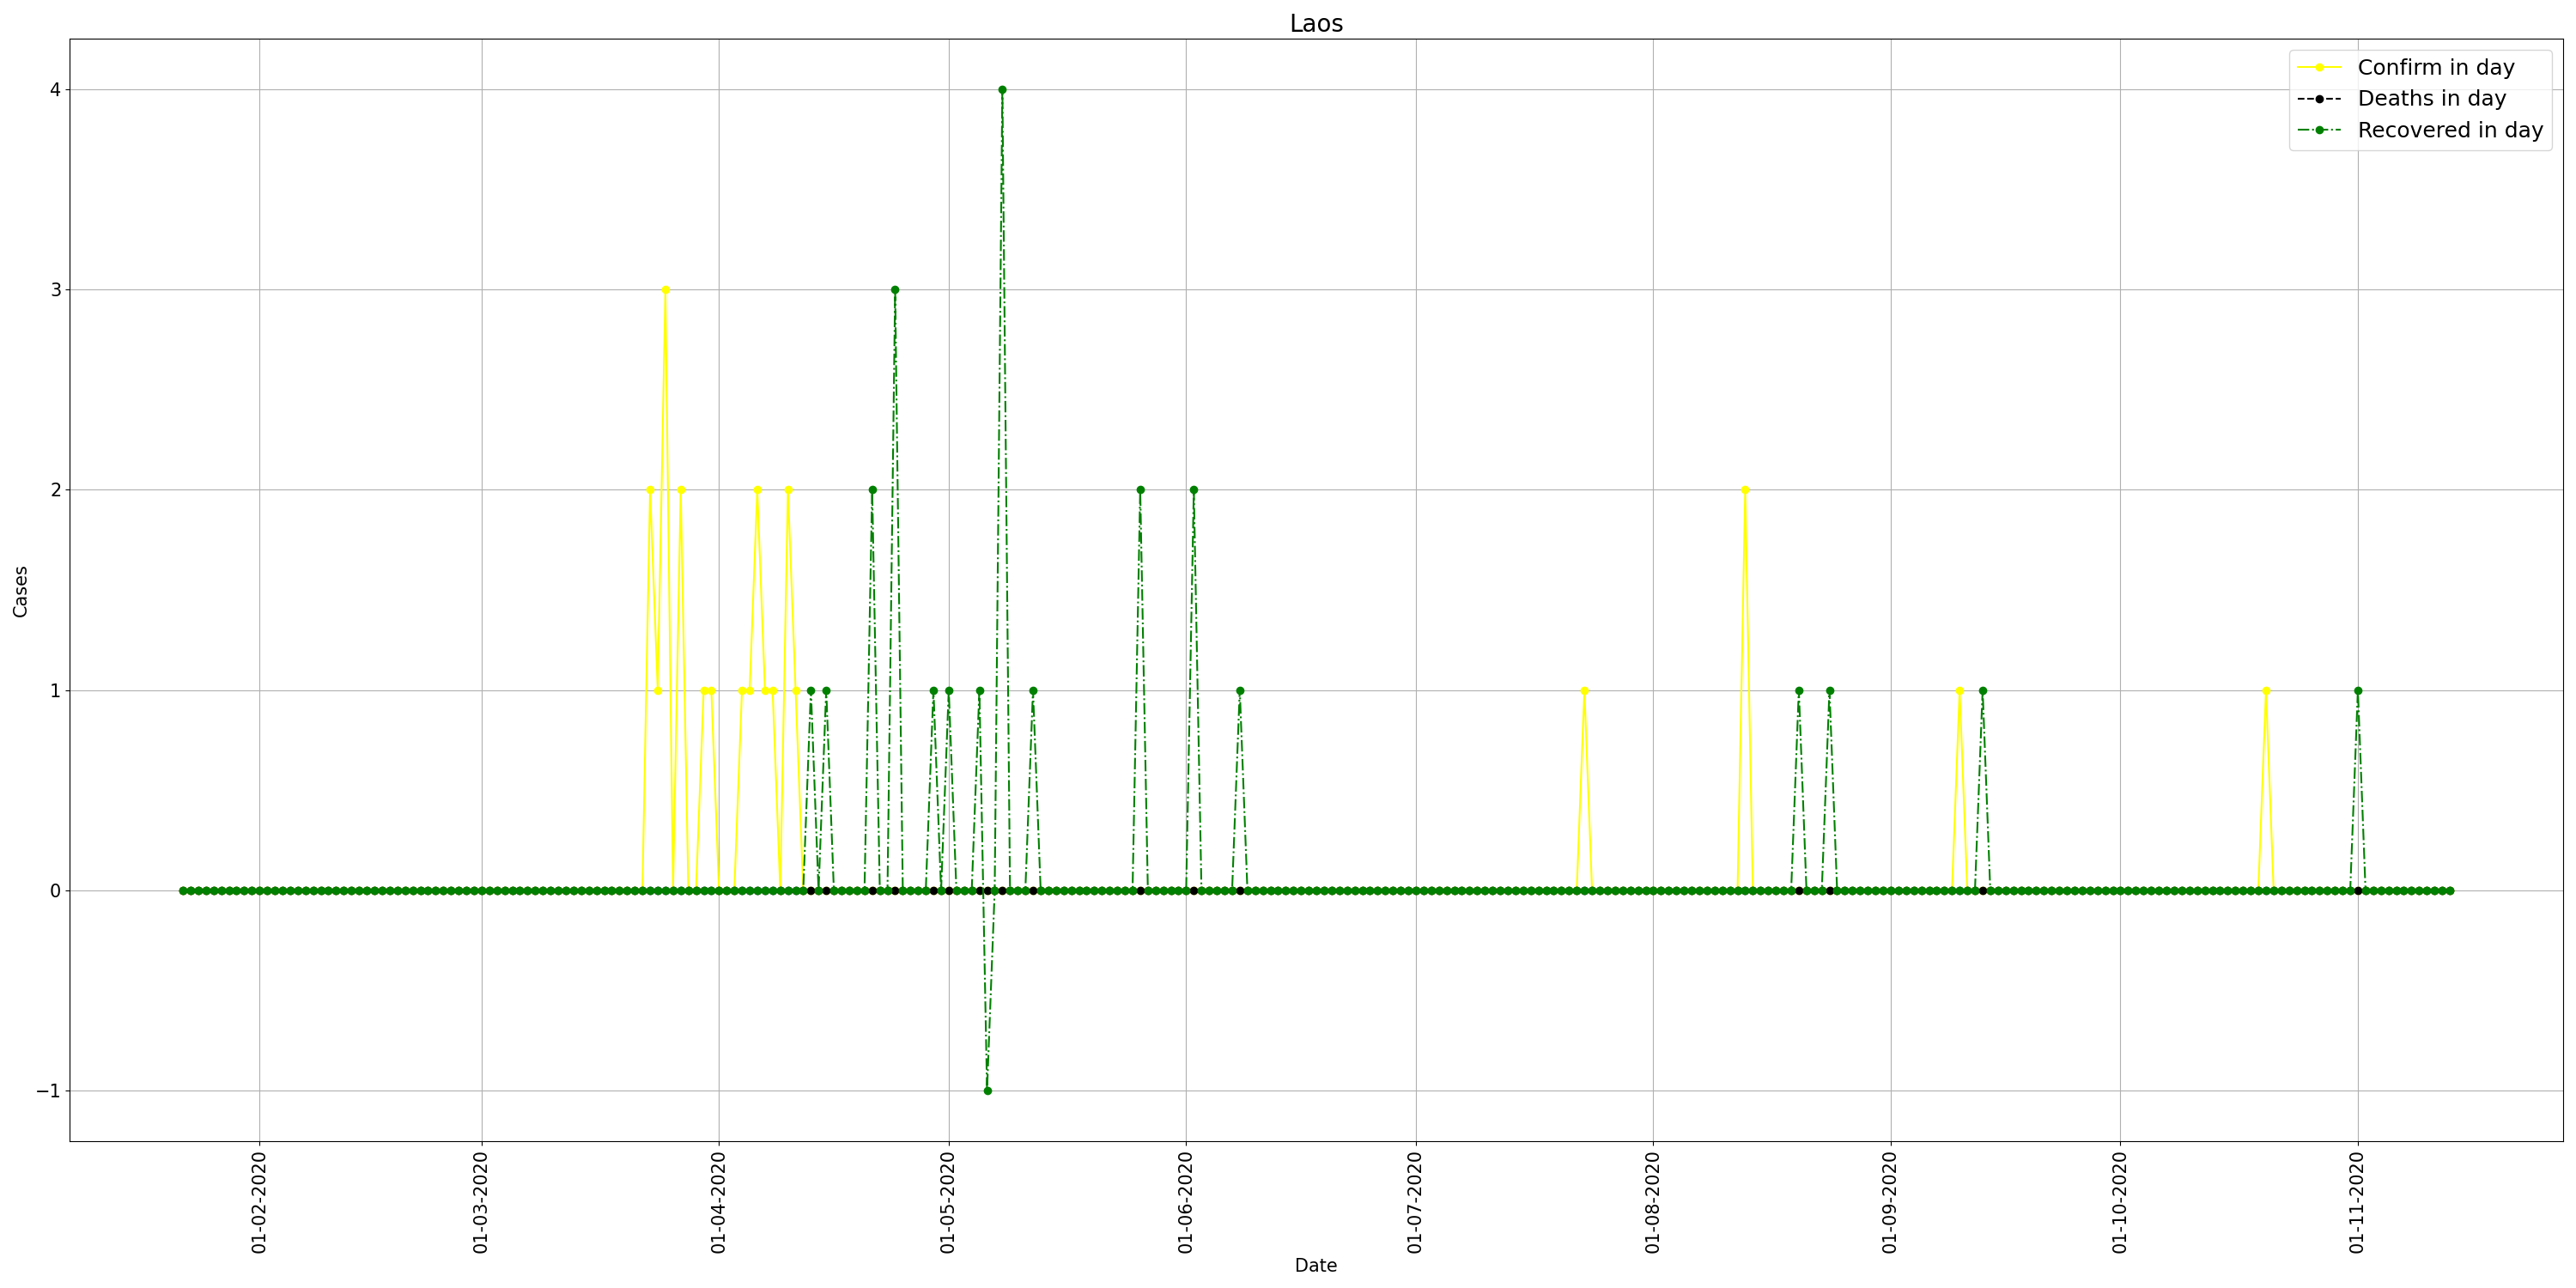 Laos
Confirm in day
Deaths in day
Recovered in day
4
3
2
1
0
−1
Cases
01-02-2020
01-03-2020
01-04-2020
01-05-2020
01-06-2020
01-07-2020
01-08-2020
01-09-2020
01-10-2020
01-11-2020
Date